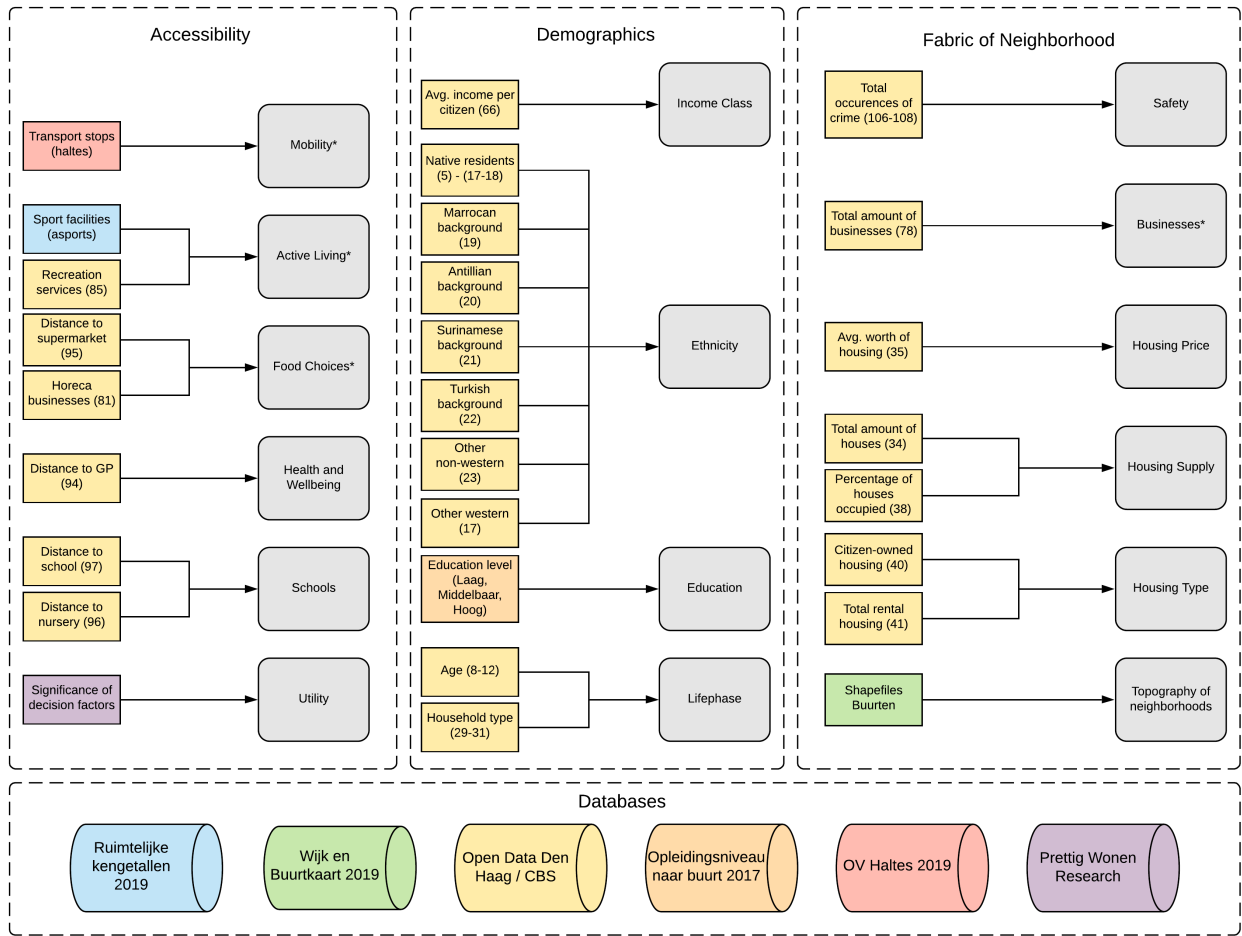 Accessibility
Transport stops
(haltes)
Mobility*
Sport facilities
(asports)
Recreation
services (85)
Active Living*
Distance to
supermarket
(95)
Horeca
businesses (81)
Food Choices*
Distance to GP
(94)
Health and
Wellbeing
Distance to
school (97)
Distance to
nursery (96)
Schools
Significance of
decision factors
Utility
Demographics
Avg. income per
citizen (66)
Income Class
Native residents
(5) - (17-18)
Marrocan
background
(19)
Antillian
background
(20)
Surinamese
background
(21)
Turkish
background
(22)
Other
non-western
(23)
Other western
(17)
Ethnicity
Education level
(Laag,
Middelbaar,
Hoog)
Education
Age (8-12)
Household type
(29-31)
Lifephase
Fabric of Neighborhood
Total
occurences of
crime (106-108)
Safety
Total amount of
businesses (78)
Businesses*
Avg. worth of
housing (35)
Housing Price
Total amount of
houses (34)
Percentage of
houses
occupied (38)
Housing Supply
Citizen-owned
housing (40)
Total rental
housing (41)
Housing Type
Shapefiles
Buurten
Topography of
neighborhoods
Databases
Ruimtelijke
kengetallen
2019
Wijk en
Buurtkaart 2019
Open Data Den
Haag / CBS
Opleidingsniveau
naar buurt 2017
OV Haltes 2019
Prettig Wonen
Research